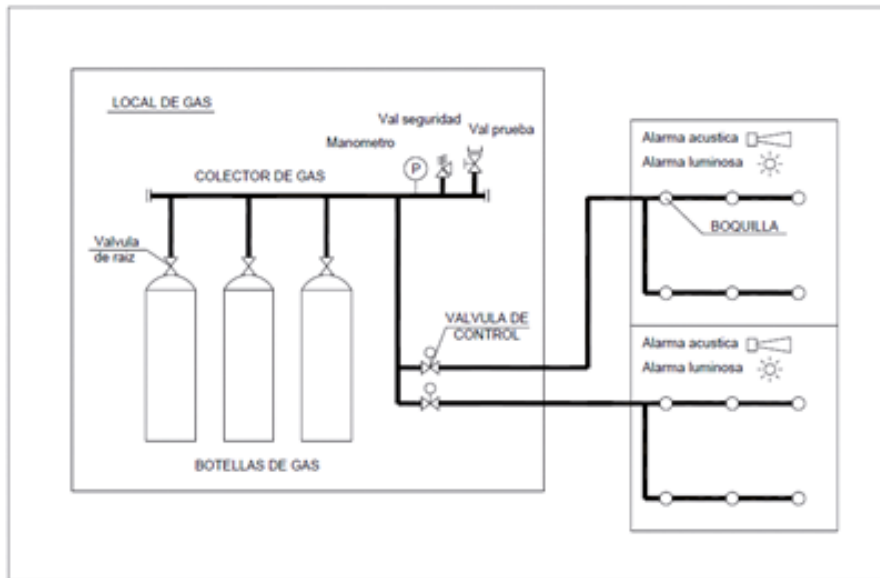 LOCAL DE GAS
Val seguridad
Val prueba
Manometro
P
COLECTOR DE GAS
Valvula
de raiz
VALVULA DE
CONTROL
BOTELLAS DE GAS
Alarma acustica
Alarma luminosa
BOQUILLA
Alarma acustica
Alarma luminosa